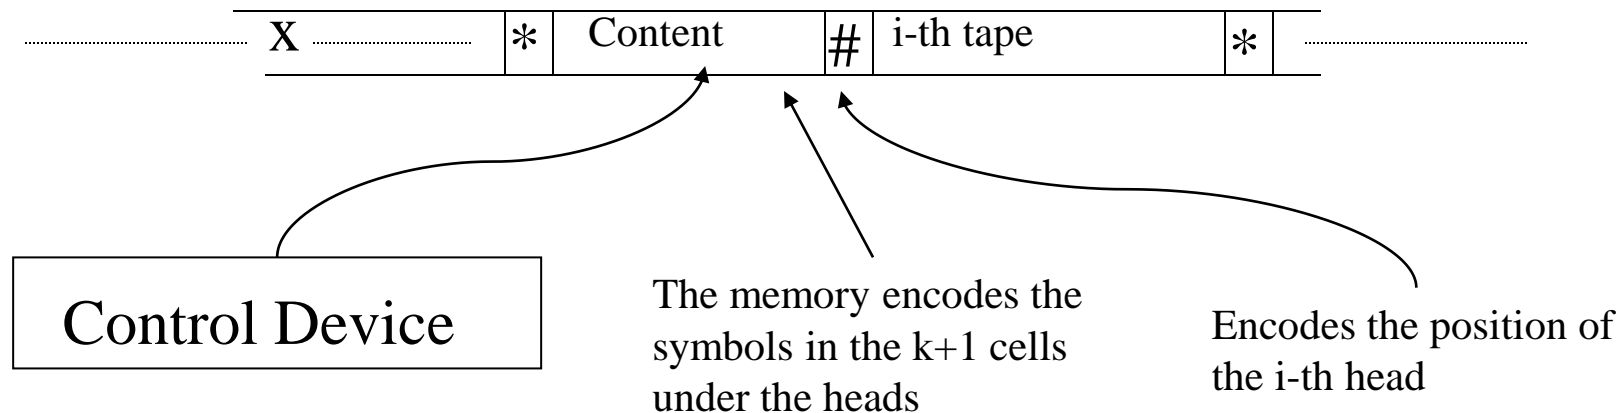 x * Content # i-th tape *
Control Device
The memory encodes the
symbols in the k+1 cells
under the heads
Encodes the position of
the i-th head